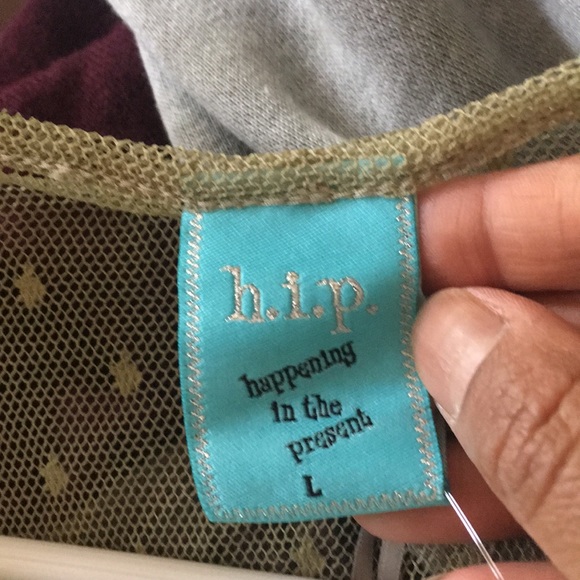 h.i.p.
happening
in the
present
L